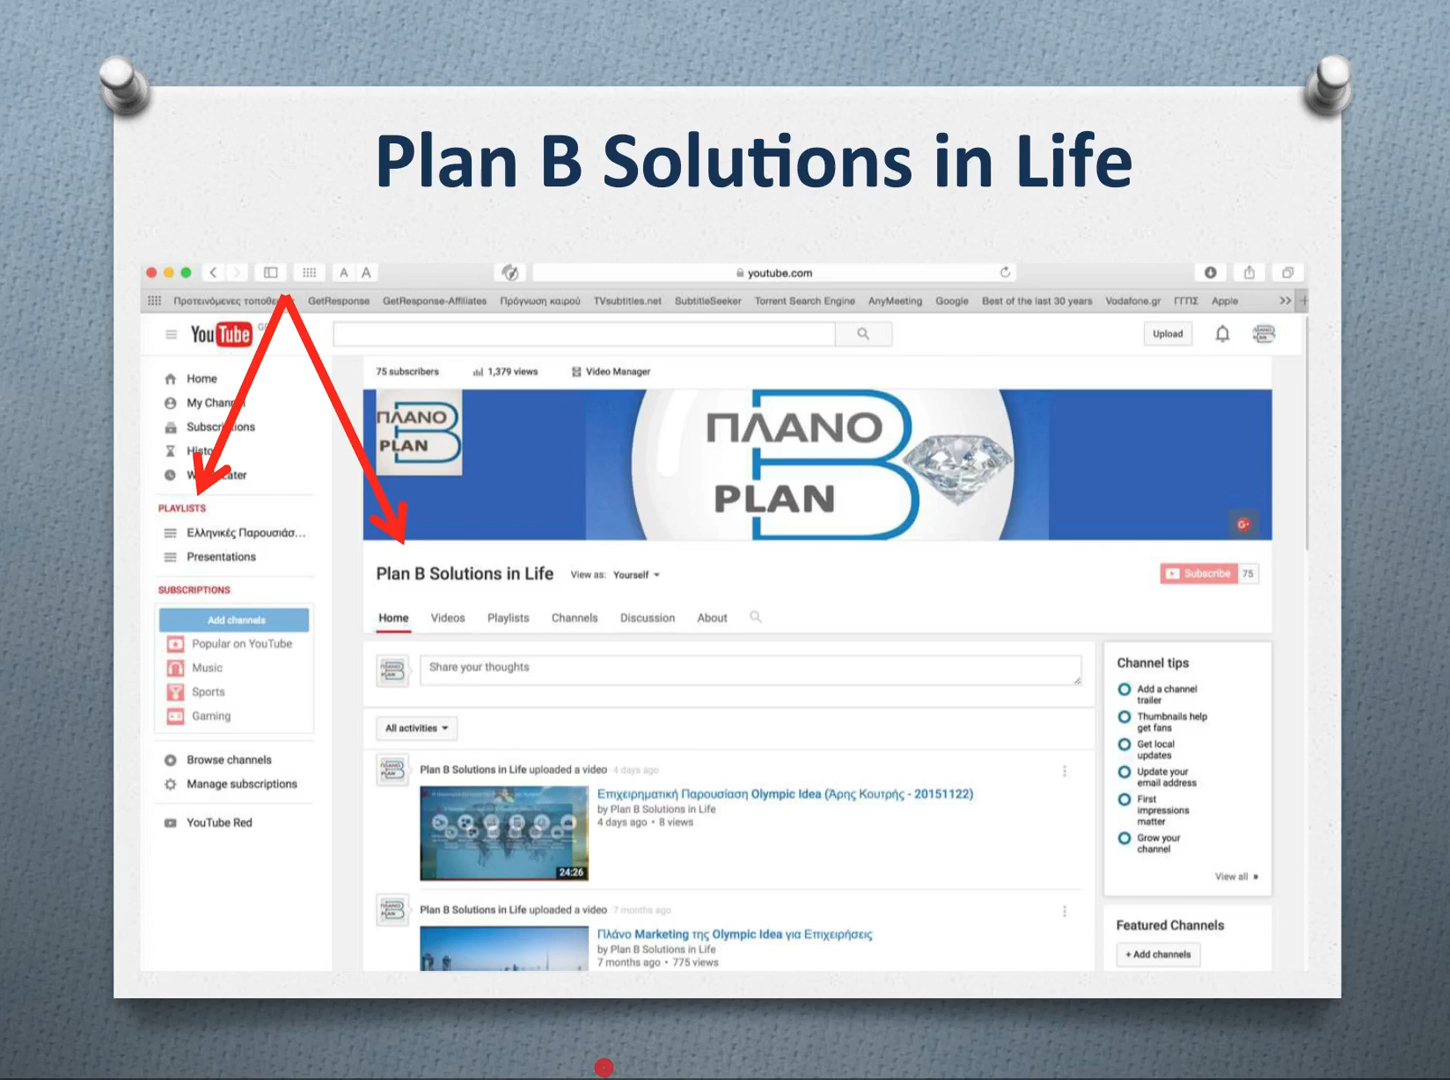 Plan B Solutions in Life
youtube.com
GetResponse GetResponse-Affiliates Πρόγνωση καιρού TVsubtitles.net SubtitleSeeker Torrent Search Engine AnyMeeting Google Best of the last 30 years Vodafone.gr ΓΓΠΣ Apple >>
Προτεινόμενες
YouTube
Upload
75 subscribers 1,379 views Video Manager
Home
My Channel
Subscriptions
History
Later
PLAYLISTS
Ελληνικές Παρουσιάσ...
Presentations
SUBSCRIPTIONS
Add channels
Popular on YouTube
Music
Sports
Gaming
Browse channels
Manage subscriptions
YouTube Red
ΠΛΑΝΟ
B
PLAN
ΠΛΑΝΟ
B
PLAN
G+
Plan B Solutions in Life View as: Yourself
Subscribe 75
Home Videos Playlists Channels Discussion About
Share your thoughts
All activities
Plan B Solutions in Life uploaded a video 4 days ago
Επιχειρηματική Παρουσίαση Olympic Idea (Άρης Κουτρής - 20151122)
by Plan B Solutions in Life
4 days ago • 8 views
24:26
Plan B Solutions in Life uploaded a video 7 months ago
Πλάνο Marketing της Olympic Idea για Επιχειρήσεις
by Plan B Solutions in Life
7 months ago • 775 views
Channel tips
Add a channel
trailer
Thumbnails help
get fans
Get local
updates
Update your
email address
First
impressions
matter
Grow your
channel
View all »
Featured Channels
+ Add channels